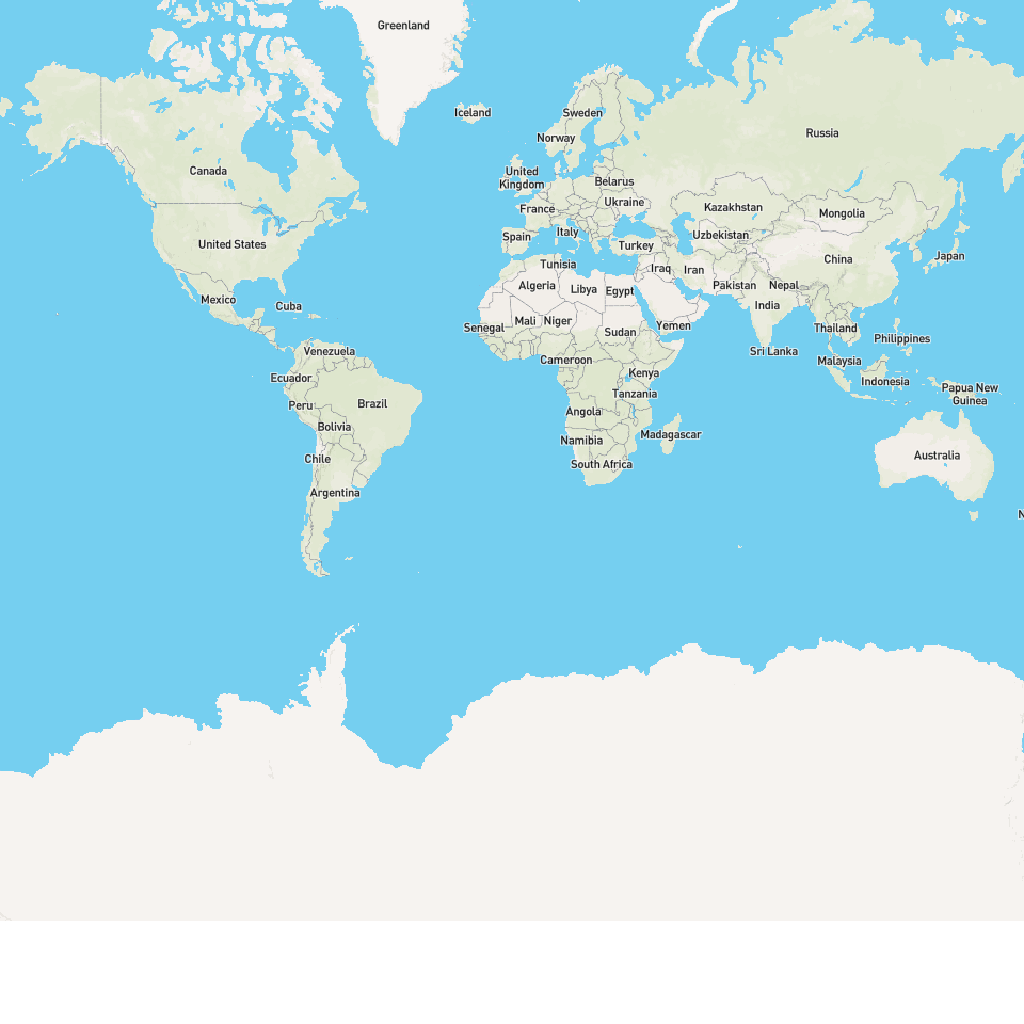 Greenland
Iceland
Sweden
Norway
Russia
Canada
United
Kingdom
Belarus
Ukraine
France
Kazakhstan
Mongolia
United States
Spain
Italy
Turkey
Uzbekistan
China
Japan
Tunisia
Iraq
Iran
Algeria
Libya
Egypt
Pakistan
Nepal
Mexico
Cuba
India
Senegal
Mali
Niger
Sudan
Yemen
Thailand
Philippines
Venezuela
Cameroon
Sri Lanka
Malaysia
Ecuador
Kenya
Indonesia
Papua New
Guinea
Peru
Brazil
Tanzania
Angola
Bolivia
Namibia
Madagascar
Chile
South Africa
Australia
Argentina
N